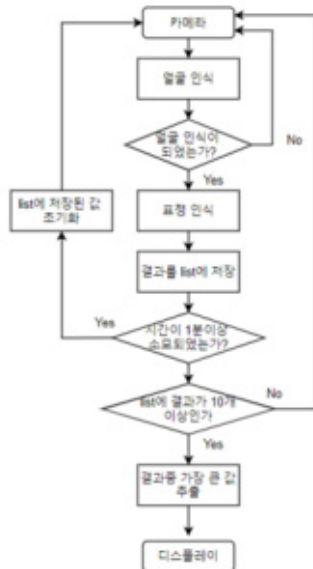 카메라
얼굴 인식
얼굴 인식이
되었는가?
No
Yes
list에 저장된 값
초기화
표정 인식
결과를 list에 저장
Yes
시간이 1분이상
소모되었는가?
No
list에 결과가 10개
이상인가
Yes
결과중 가장 큰 값
추출
디스플레이